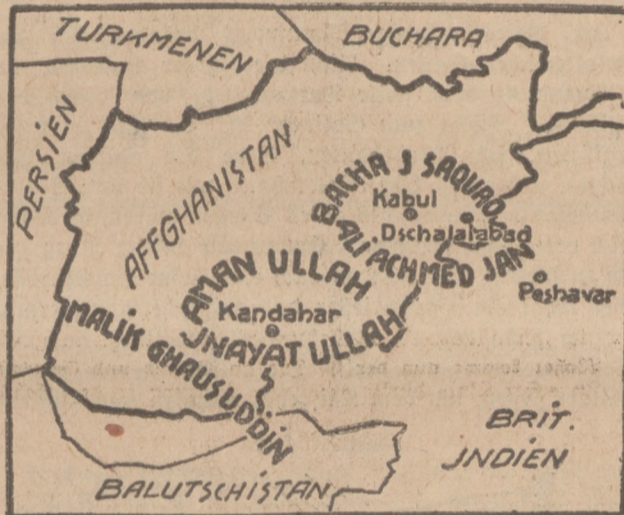 TURKMENEN
BUCHARA
PERSIEN
AFFGHANISTAN
BACHA J SAQUAO
Kabul
Dschalalabad
ALI ACHMED JAN
Peshavar
AMAN ULLAH
Kandahar
JNAYAT ULLAH
MALIK GHAUSUDDIN
BRIT.
JNDIEN
BALUTSCHISTAN